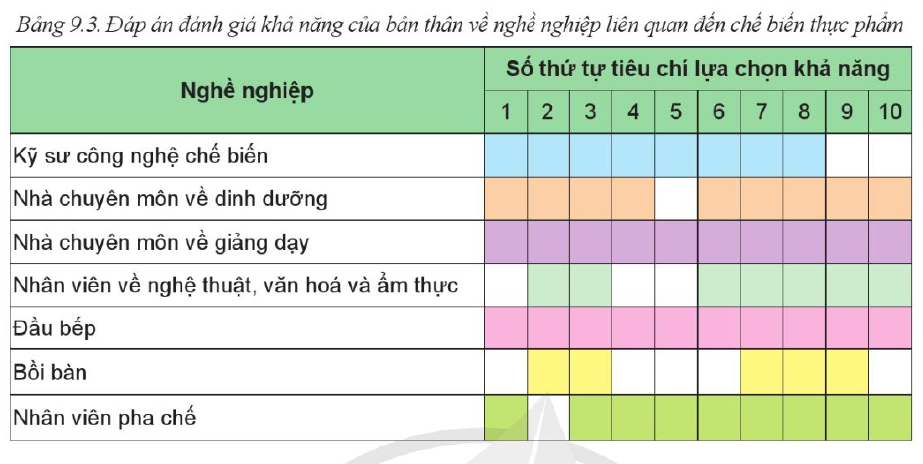 Bảng 9.3. Đáp án đánh giá khả năng của bản thân về nghề nghiệp liên quan đến chế biến thực phẩm
Nghề nghiệp
Số thứ tự tiêu chí lựa chọn khả năng
1 2 3 4 5 6 7 8 9 10
Kỹ sư công nghệ chế biến
Nhà chuyên môn về dinh dưỡng
Nhà chuyên môn về giảng dạy
Nhân viên về nghệ thuật, văn hoá và ẩm thực
Đầu bếp
Bồi bàn
Nhân viên pha chế